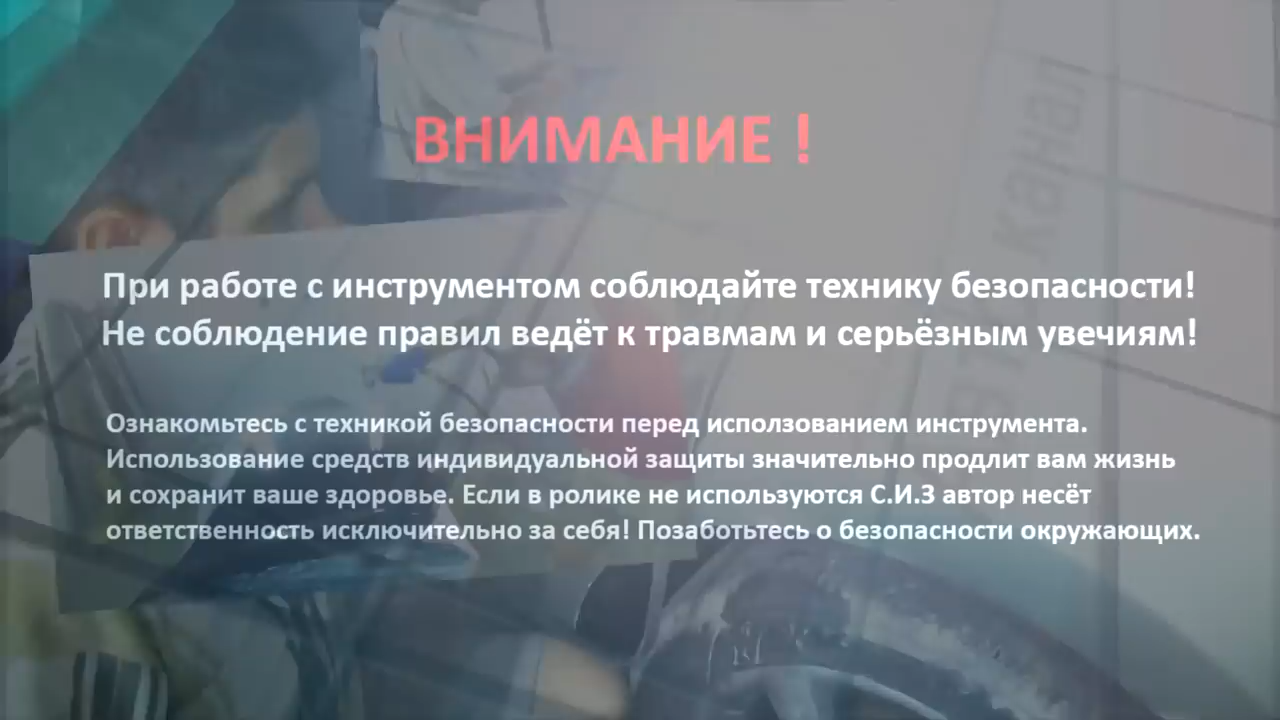 ВНИМАНИЕ !
При работе с инструментом соблюдайте технику безопасности!
Не соблюдение правил ведёт к травмам и серьёзным увечиям!
Ознакомьтесь с техникой безопасности перед исползованием инструмента.
Использование средств индивидуальной защиты значительно продлит вам жизнь
и сохранит ваше здоровье. Если в ролике не используются С.И.З автор несёт
ответственность исключительно за себя! Позаботьтесь о безопасности окружающих.
канал